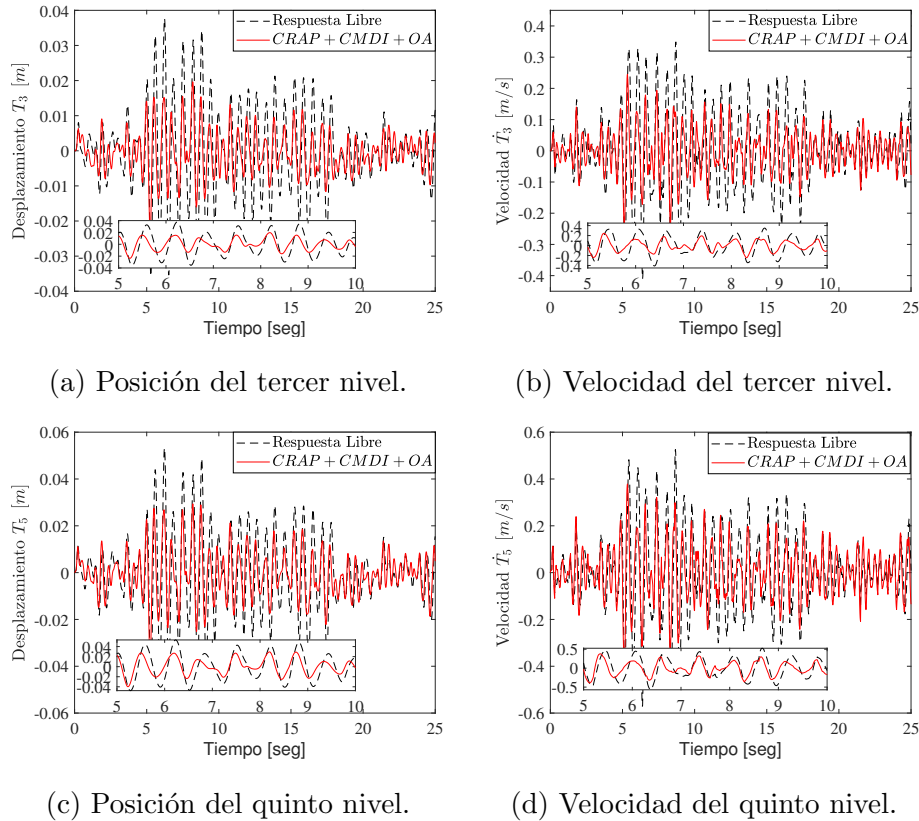 0.04
0.03
0.02
0.01
0
-0.01
-0.02
-0.03
-0.04
Desplazamiento T₃ [m]
Respuesta Libre
CRAP + CMDI + OA
0.04
0.02
0
-0.02
-0.04
5 6 7 8 9 10
0 5 10 15 20 25
Tiempo [seg]
(a) Posición del tercer nivel.
0.4
0.3
0.2
0.1
0
-0.1
-0.2
-0.3
-0.4
Velocidad Ṫ₃ [m/s]
Respuesta Libre
CRAP + CMDI + OA
0.4
0.2
0
-0.2
-0.4
5 6 7 8 9 10
0 5 10 15 20 25
Tiempo [seg]
(b) Velocidad del tercer nivel.
0.06
0.04
0.02
0
-0.02
-0.04
-0.06
Desplazamiento T₅ [m]
Respuesta Libre
CRAP + CMDI + OA
0.04
0.02
0
-0.02
-0.04
5 6 7 8 9 10
0 5 10 15 20 25
Tiempo [seg]
(c) Posición del quinto nivel.
0.6
0.4
0.2
0
-0.2
-0.4
-0.6
Velocidad Ṫ₅ [m/s]
Respuesta Libre
CRAP + CMDI + OA
0.5
0
-0.5
5 6 7 8 9 10
0 5 10 15 20 25
Tiempo [seg]
(d) Velocidad del quinto nivel.